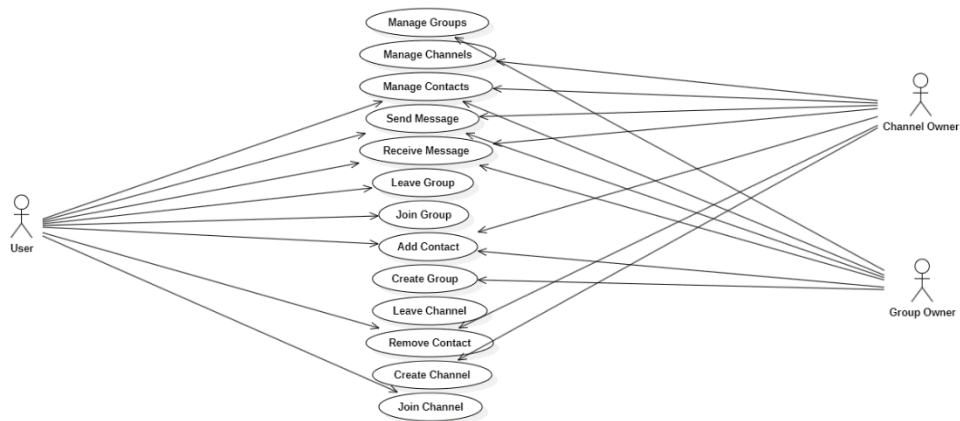 Manage Groups
Manage Channels
Manage Contacts
Send Message
Receive Message
Leave Group
Join Group
Add Contact
Create Group
Leave Channel
Remove Contact
Create Channel
Join Channel
User
Channel Owner
Group Owner